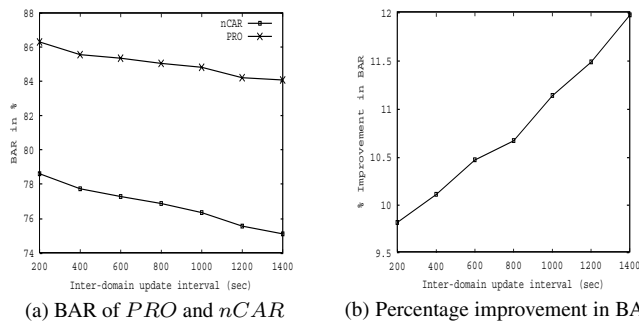 88
86
84
82
80
78
76
74
BAR in %
nCAR
PRO
200 400 600 800 1000 1200 1400
Inter-domain update interval (sec)
(a) BAR of PRO and nCAR
12
11.5
11
10.5
10
9.5
% Improvement in BAR
200 400 600 800 1000 1200 1400
Inter-domain update interval (sec)
(b) Percentage improvement in BA